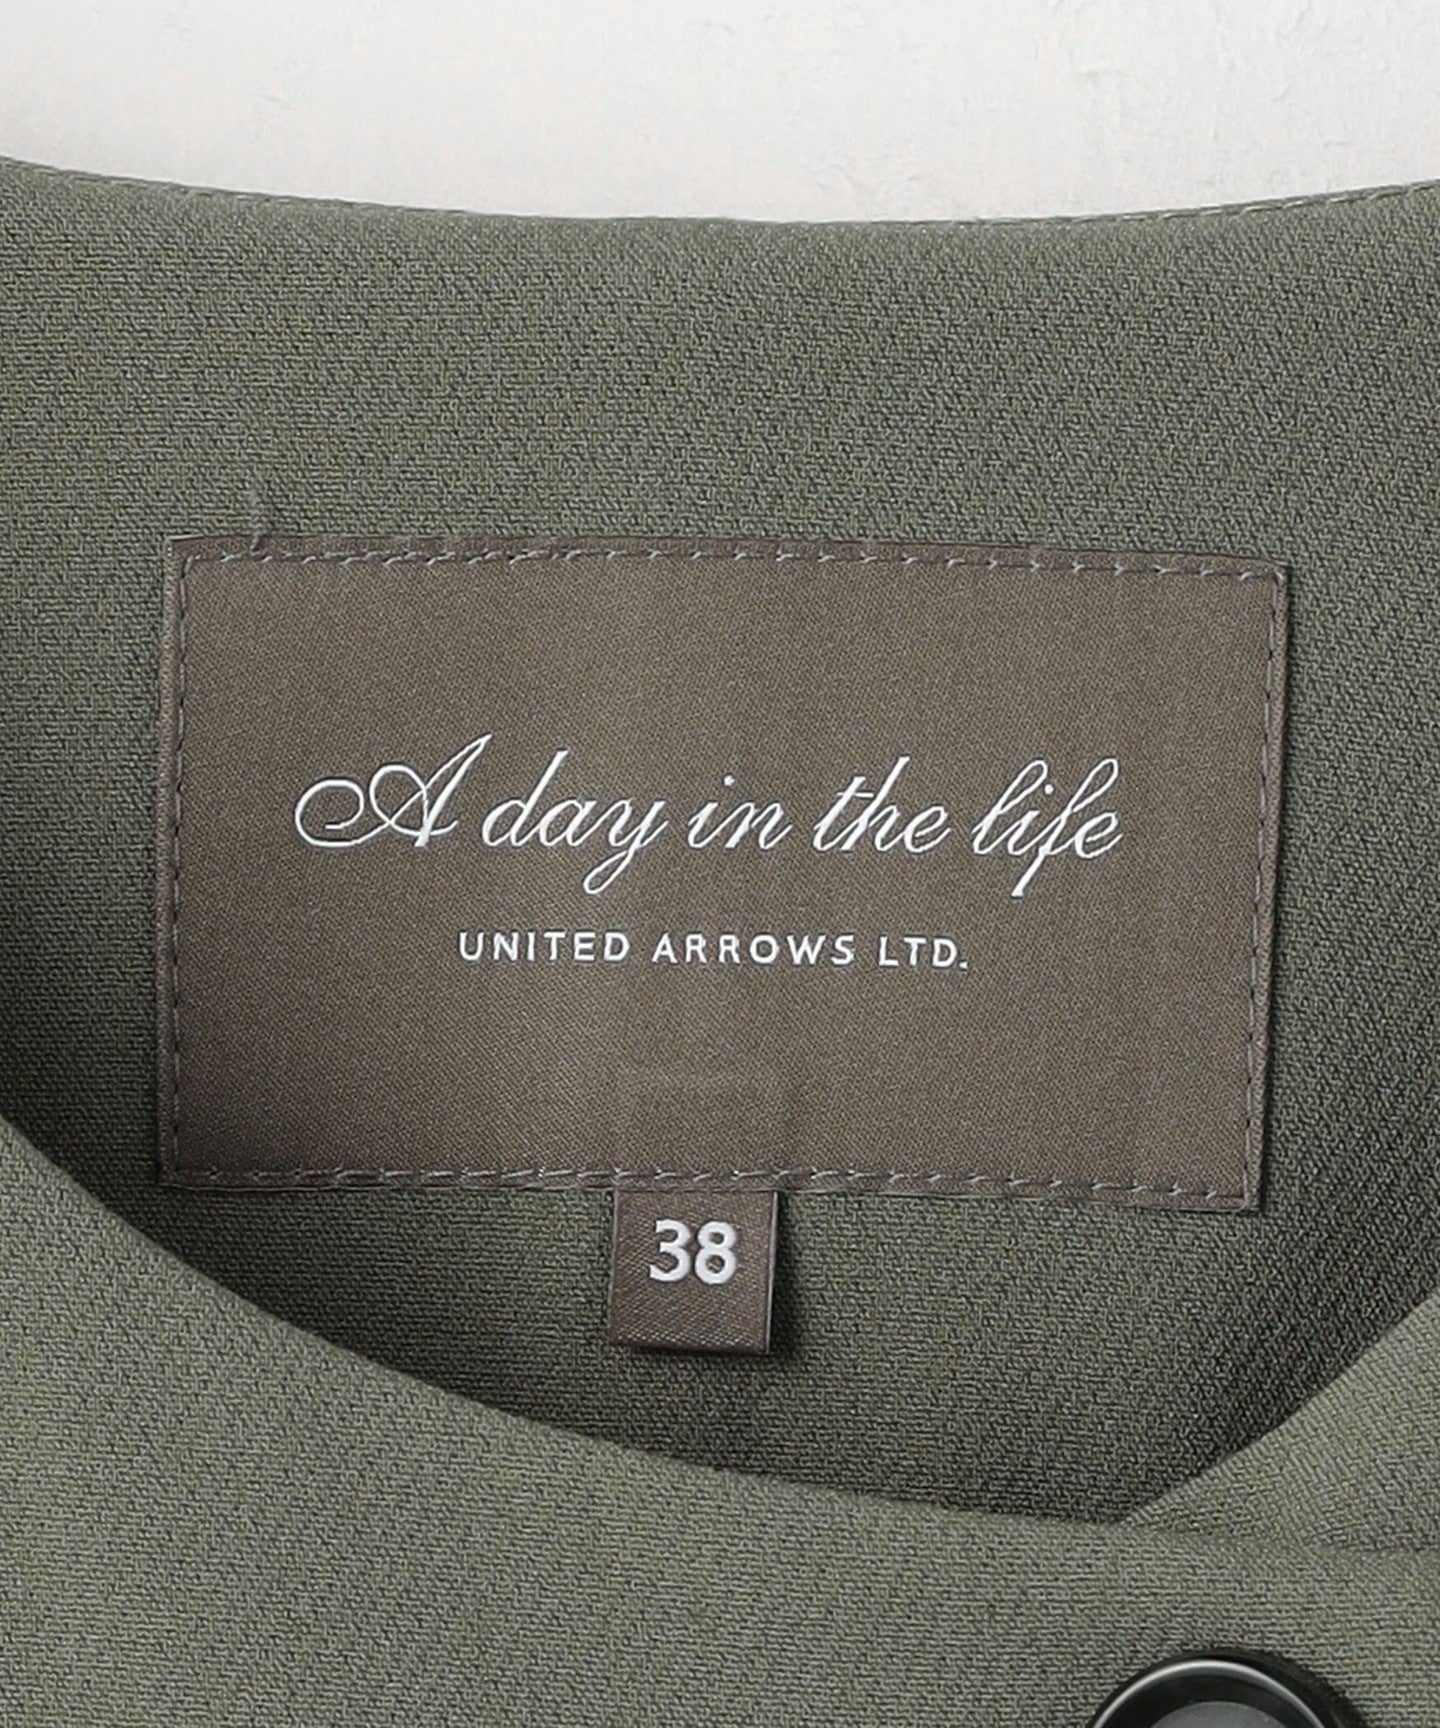 A day in the life
UNITED ARROWS LTD.
38